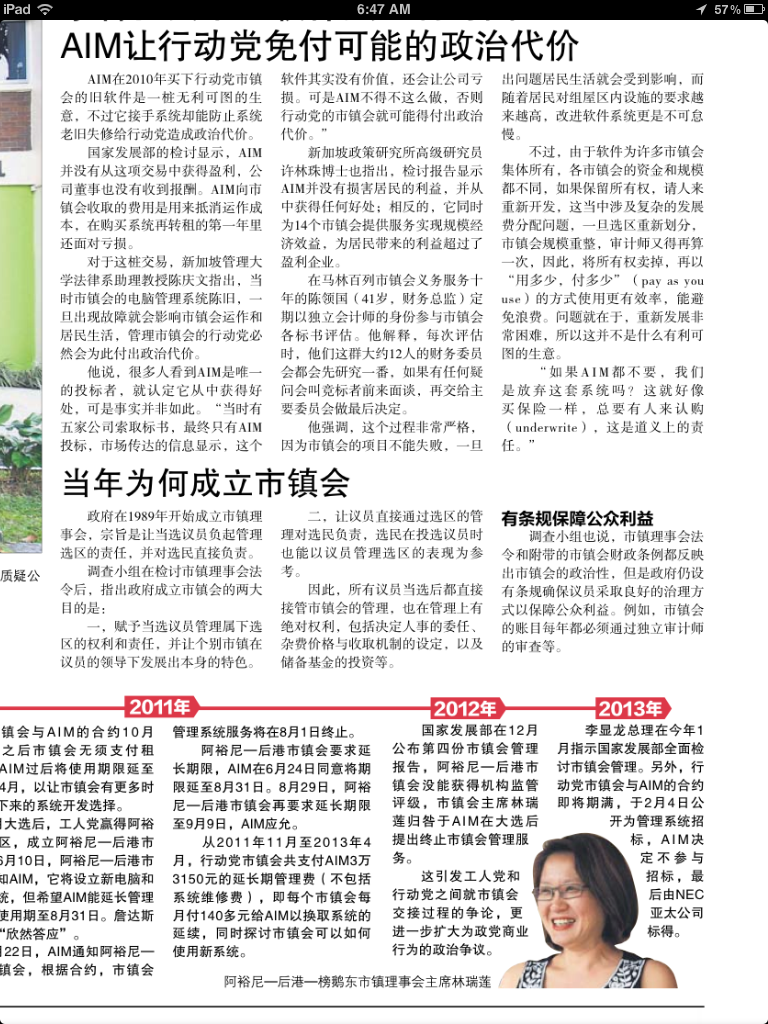 iPad
6:47 AM
57%
AIM让行动党免付可能的政治代价
AIM在2010年买下行动党市镇
会的旧软件是一桩无利可图的生
意，不过它接手系统却能防止系统
老旧失修给行动党造成政治代价。
国家发展部的检讨显示，AIM
并没有从这项交易中获得盈利，公
司董事也没有收到报酬。AIM向市
镇会收取的费用是用来抵消运作成
本，在购买系统再转租的第一年里
还面对亏损。
对于这桩交易，新加坡管理大
学法律系助理教授陈庆文指出，当
时市镇会的电脑管理系统陈旧，一
旦出现故障就会影响市镇会运作和
居民生活，管理市镇会的行动党必
然会为此付出政治代价。
他说，很多人看到AIM是唯一
的投标者，就认定它从中获得好
处，可是事实并非如此。“当时有
五家公司索取标书，最终只有AIM
投标，市场传达的信息显示，这个
软件其实没有价值，还会让公司亏
损。可是AIM不得不这么做，否则
行动党的市镇会就可能得付出政治
代价。”
新加坡政策研究所高级研究员
许林珠博士也指出，检讨报告显示
AIM并没有损害居民的利益，并从
中获得任何好处；相反的，它同时
为14个市镇会提供服务实现规模经
济效益，为居民带来的利益超过了
盈利企业。
在马林百列市镇会义务服务十
年的陈领国（41岁，财务总监）定
期以独立会计师的身份参与市镇会
各标书评估。他解释，每次评估
时，他们这群大约12人的财务委员
会都会先研究一番，如果有任何疑
问会叫竞标者前来面谈，再交给主
要委员会做最后决定。
他强调，这个过程非常严格，
因为市镇会的项目不能失败，一旦
出问题居民生活就会受到影响，而
随着居民对组屋区内设施的要求越
来越高，改进软件系统更是不可怠
慢。
不过，由于软件为许多市镇会
集体所有，各市镇会的资金和规模
都不同，如果保留所有权，请人来
重新开发，这当中涉及复杂的发展
费分配问题，一旦选区重新划分，
市镇会规模重整，审计师又得再算
一次，因此，将所有权卖掉，再以
“用多少，付多少”（pay as you
use）的方式使用更有效率，能避
免浪费。问题就在于，重新发展非
常困难，所以这并不是什么有利可
图的生意。
“如果AIM都不要，我们
是放弃这套系统吗？这就好像
买保险一样，总要有人来认购
（underwrite），这是道义上的责
任。”
质疑公
当年为何成立市镇会
政府在1989年开始成立市镇理
事会，宗旨是让当选议员负起管理
选区的责任，并对选民直接负责。
调查小组在检讨市镇理事会法
令后，指出政府成立市镇会的两大
目的是：
一，赋予当选议员管理属下选
区的权利和责任，并让个别市镇在
议员的领导下发展出本身的特色。
二，让议员直接通过选区的管
理对选民负责，选民在投选议员时
也能以议员管理选区的表现为参
考。
因此，所有议员当选后都直接
接管市镇会的管理，也在管理上有
绝对权利，包括决定人事的委任、
杂费价格与收取机制的设定，以及
储备基金的投资等。
有条规保障公众利益
调查小组也说，市镇理事会法
令和附带的市镇会财政条例都反映
出市镇会的政治性，但是政府仍设
有条规确保议员采取良好的治理方
式以保障公众利益。例如，市镇会
的账目每年都必须通过独立审计师
的审查等。
2011年
镇会与AIM的合约10月
之后市镇会无须支付租
AIM过后将使用期限延至
4月，以让市镇会有更多时
下来的系统开发选择。
大选后，工人党赢得阿裕
区，成立阿裕尼—后港市
6月10日，阿裕尼—后港市
知AIM，它将设立新电脑和
统，但希望AIM能延长管理
使用期至8月31日。詹达斯
“欣然答应”。
22日，AIM通知阿裕尼—
镇会，根据合约，市镇会
管理系统服务将在8月1日终止。
阿裕尼—后港市镇会要求延
长期限，AIM在6月24日同意将期
限延至8月31日。8月29日，阿裕
尼—后港市镇会再要求延长期限
至9月9日，AIM应允。
从2011年11月至2013年4
月，行动党市镇会共支付AIM3万
3150元的延长期管理费（不包括
系统维修费），即每个市镇会每
月付140多元给AIM以换取系统的
延续，同时探讨市镇会可以如何
使用新系统。
2012年
国家发展部在12月
公布第四份市镇会管理
报告，阿裕尼—后港市
镇会没能获得机构监管
评级，市镇会主席林瑞
莲归咎于AIM在大选后
提出终止市镇会管理服
务。
这引发工人党和
行动党之间就市镇会
交接过程的争论，更
进一步扩大为政党商业
行为的政治争议。
2013年
李显龙总理在今年1
月指示国家发展部全面检
讨市镇会管理。另外，行
动党市镇会与AIM的合约
即将期满，于2月4日公
开为管理系统招
标，AIM决
定不参与
招标，最
后由NEC
亚太公司
标得。
阿裕尼—后港—榜鹅东市镇理事会主席林瑞莲